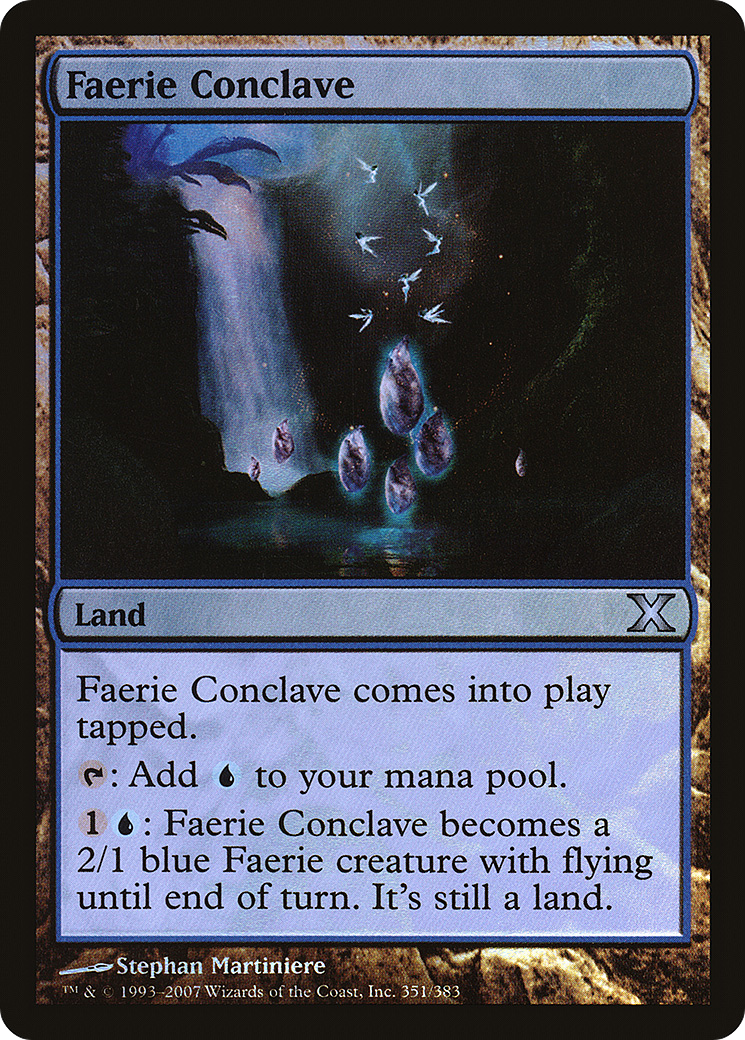 Faerie Conclave
Land
X
Faerie Conclave comes into play
tapped.
: Add to your mana pool.
1 : Faerie Conclave becomes a
2/1 blue Faerie creature with flying
until end of turn. It's still a land.
Stephan Martiniere
™ & © 1993–2007 Wizards of the Coast, Inc. 351/383